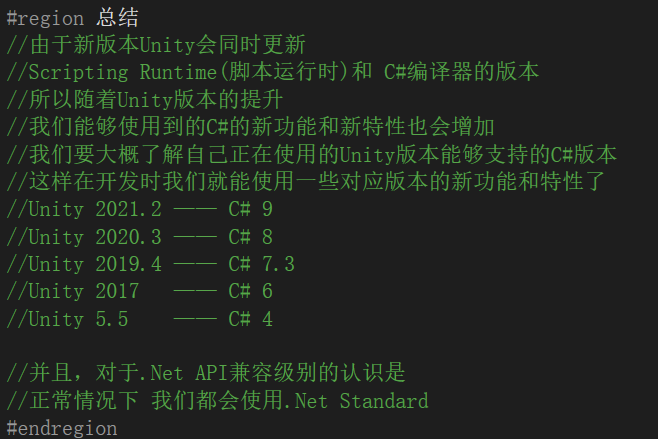 #region 总结
//由于新版本Unity会同时更新
//Scripting Runtime(脚本运行时)和 C#编译器的版本
//所以随着Unity版本的提升
//我们能够使用到的C#的新功能和新特性也会增加
//我们要大概了解自己正在使用的Unity版本能够支持的C#版本
//这样在开发时我们就能使用一些对应版本的新功能和特性了
//Unity 2021.2 —— C# 9
//Unity 2020.3 —— C# 8
//Unity 2019.4 —— C# 7.3
//Unity 2017   —— C# 6
//Unity 5.5    —— C# 4
//并且，对于.Net API兼容级别的认识是
//正常情况下 我们都会使用.Net Standard
#endregion